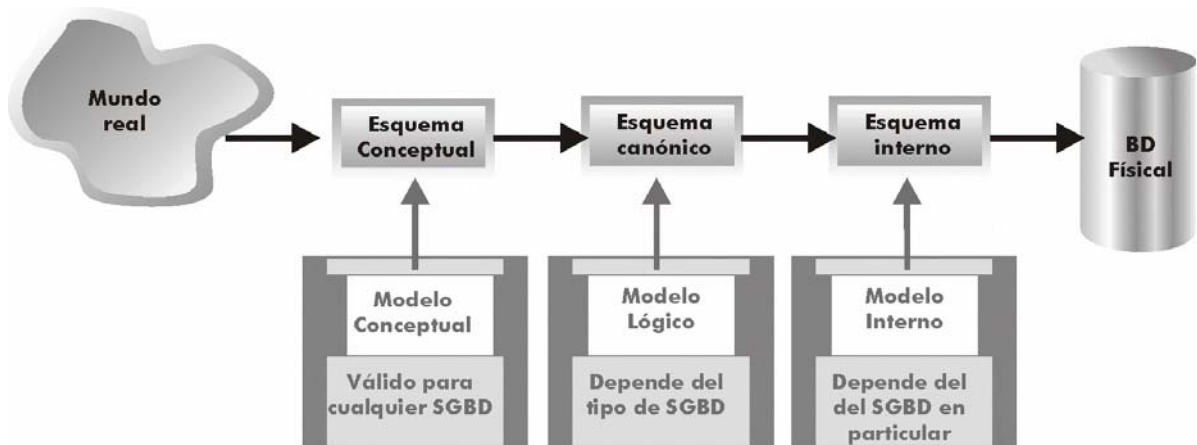 Mundo
real
Esquema
Conceptual
Esquema
canónico
Esquema
interno
BD
Físical
Modelo
Conceptual
Modelo
Lógico
Modelo
Interno
Válido para
cualquier SGBD
Depende del
tipo de SGBD
Depende del
del SGBD en
particular